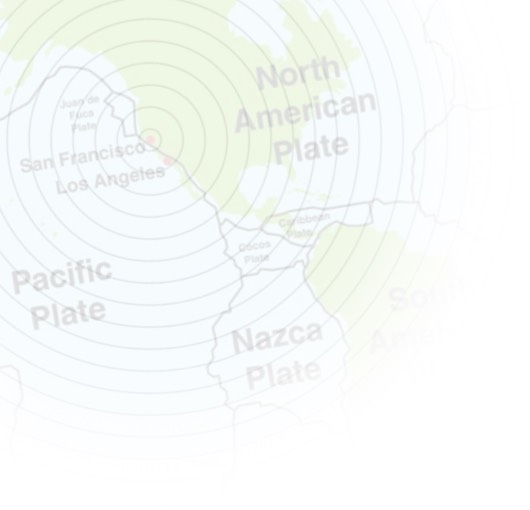 North
American
Plate
Juan de
Fuca
Plate
San Francisco
Los Angeles
Caribbean
Plate
Cocos
Plate
Pacific
Plate
South
Nazca
Plate